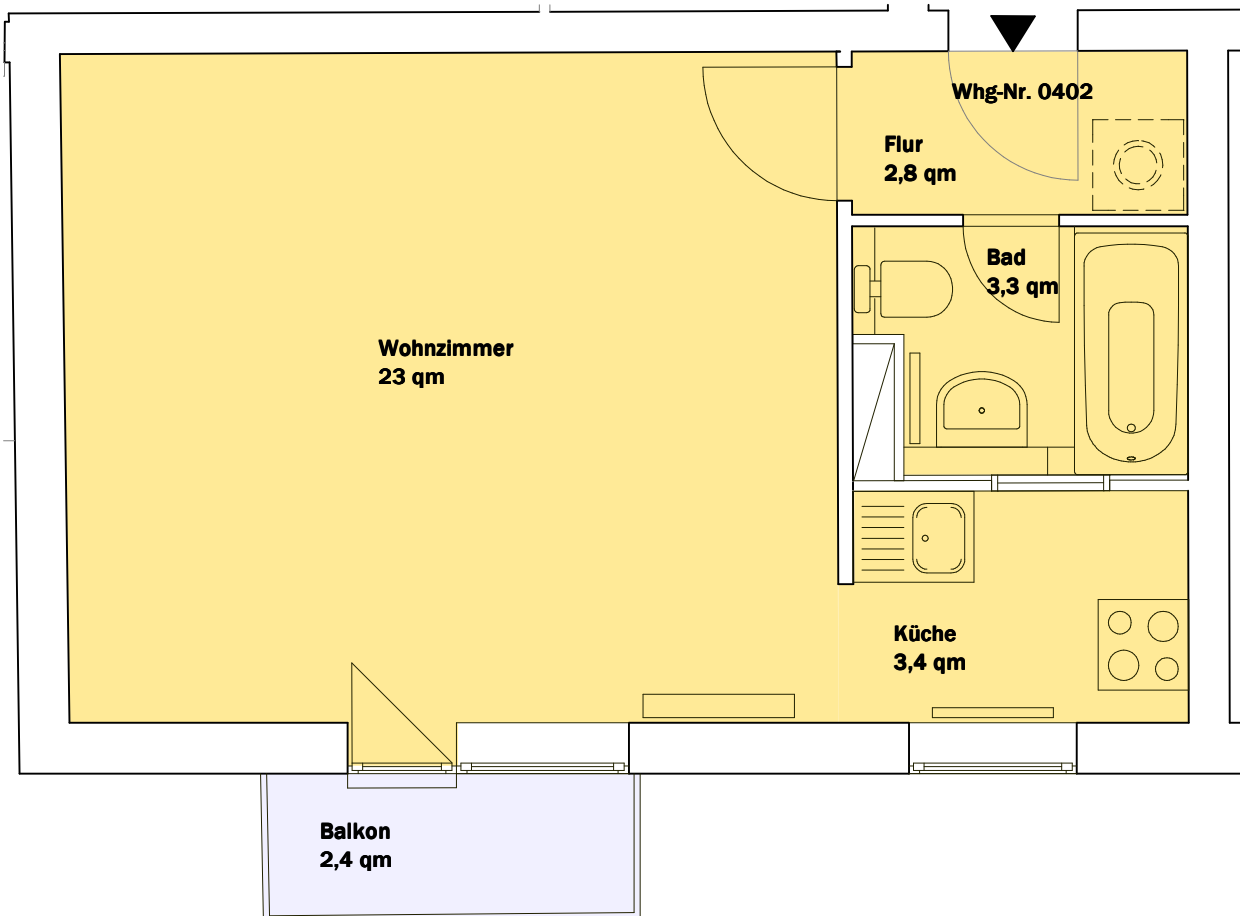 Whg-Nr. 0402
Flur
2,8 qm
Bad
3,3 qm
Wohnzimmer
23 qm
Küche
3,4 qm
Balkon
2,4 qm